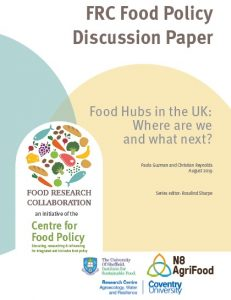 FRC Food Policy
Discussion Paper
Food Hubs in the UK:
Where are we
and what next?
Paula Guzman and Christian Reynolds
August 2019
Series editor: Rosalind Sharpe
FOOD RESEARCH
COLLABORATION
an initiative of the
Centre for
Food Policy
Educating, researching & influencing
for integrated and inclusive food policy
The University
Of Sheffield.
Institute for
Sustainable Food.
N8
AgriFood
Research Centre
Agroecology, Water
and Resilience
Coventry
University